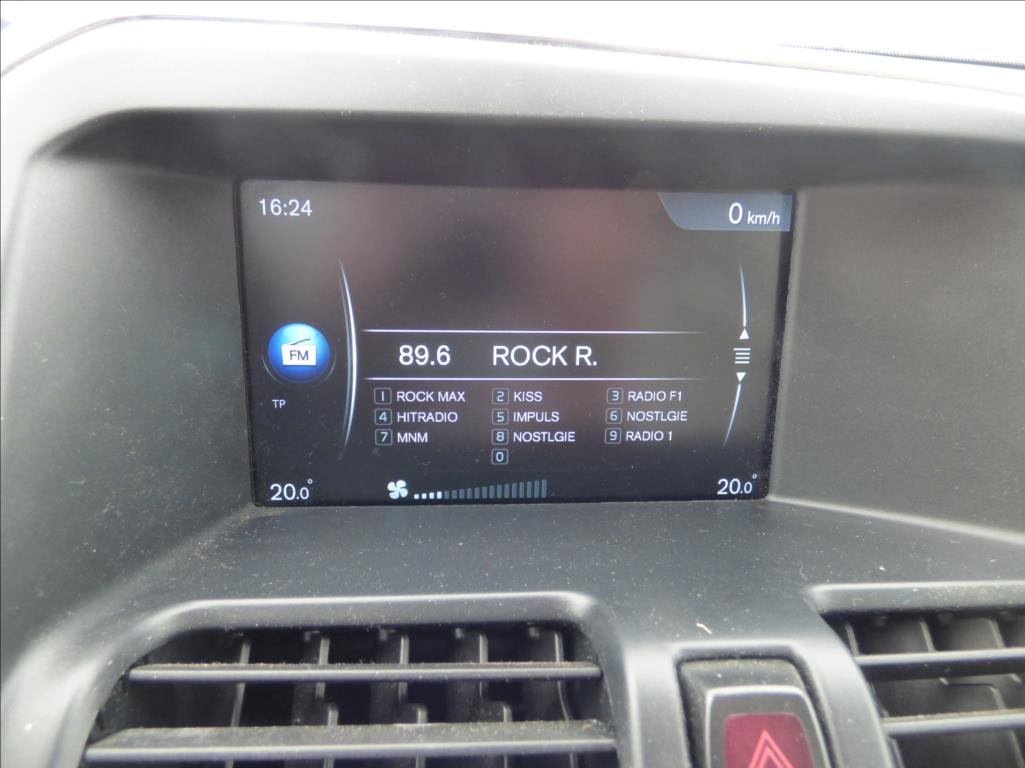 16:24
0 km/h
FM
89.6 ROCK R.
TP
1 ROCK MAX 2 KISS 3 RADIO F1
4 HITRADIO 5 IMPULS 6 NOSTLGIE
7 MNM 8 NOSTLGIE 9 RADIO 1
0
20.0° 20.0°